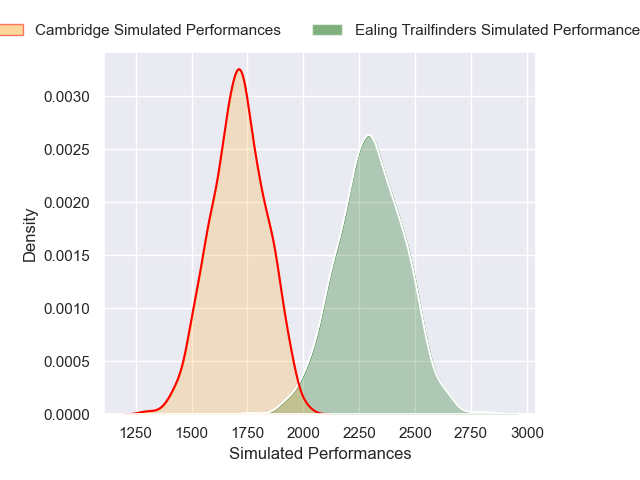 Cambridge Simulated Performances
Ealing Trailfinders Simulated Performance
0.0030
0.0025
0.0020
0.0015
0.0010
0.0005
0.0000
Density
1250 1500 1750 2000 2250 2500 2750 3000
Simulated Performances